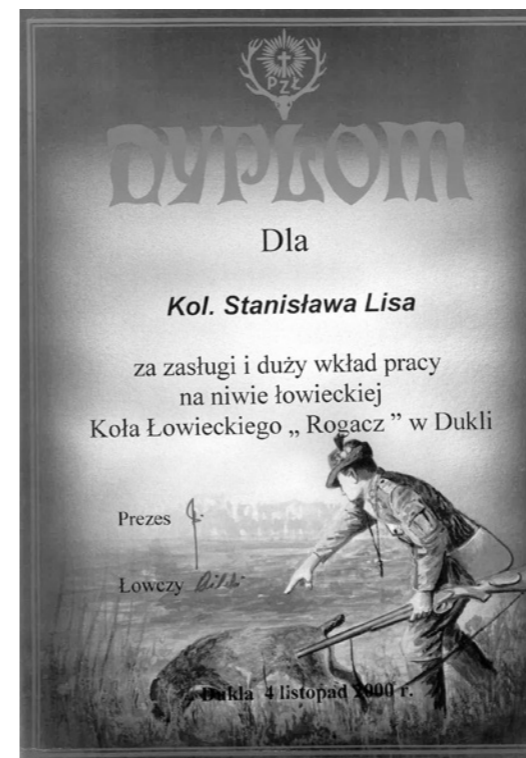 PZŁ
DYPLOM
Dla
Kol. Stanisława Lisa
za zasługi i duży wkład pracy
na niwie łowieckiej
Koła Łowieckiego „ Rogacz ” w Dukli
Prezes
Łowczy
Dukla 4 listopad 2000 r.